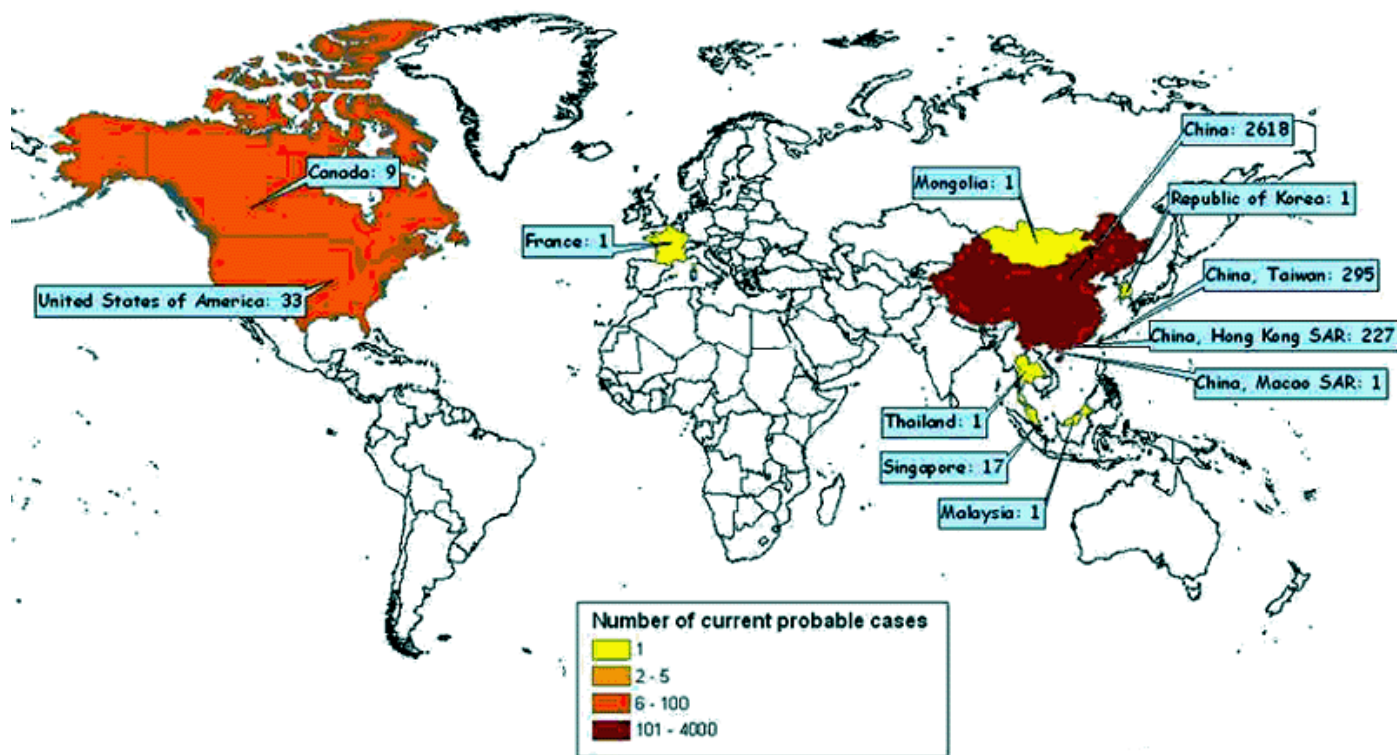 China: 2618
Canada: 9
Mongolia: 1
Republic of Korea: 1
France: 1
China, Taiwan: 295
United States of America: 33
China, Hong Kong SAR: 227
China, Macao SAR: 1
Thailand: 1
Singapore: 17
Malaysia: 1
Number of current probable cases
1
2 - 5
6 - 100
101 - 4000